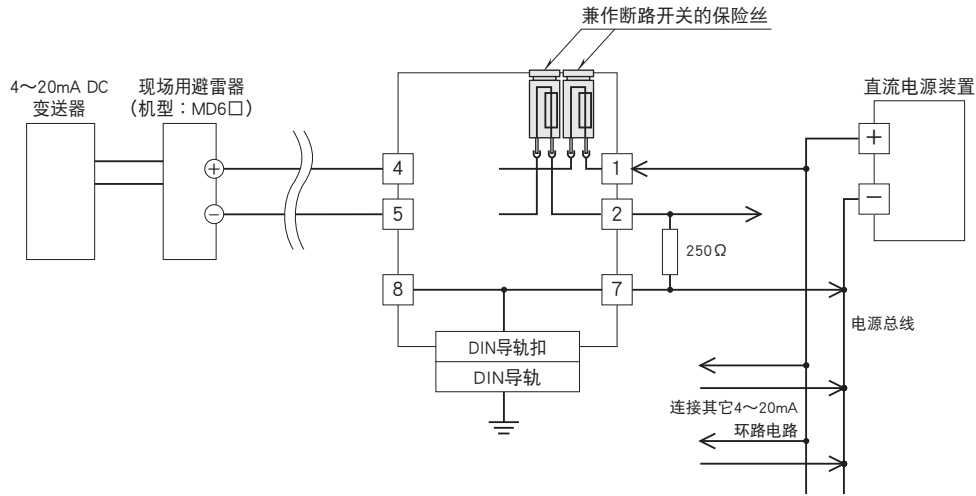 兼作断路开关的保险丝
4～20mA DC
变送器
现场用避雷器
（机型：MD6□）
直流电源装置
+
−
+
−
4
5
8
1
2
7
250Ω
DIN导轨扣
DIN导轨
电源总线
连接其它4～20mA
环路电路